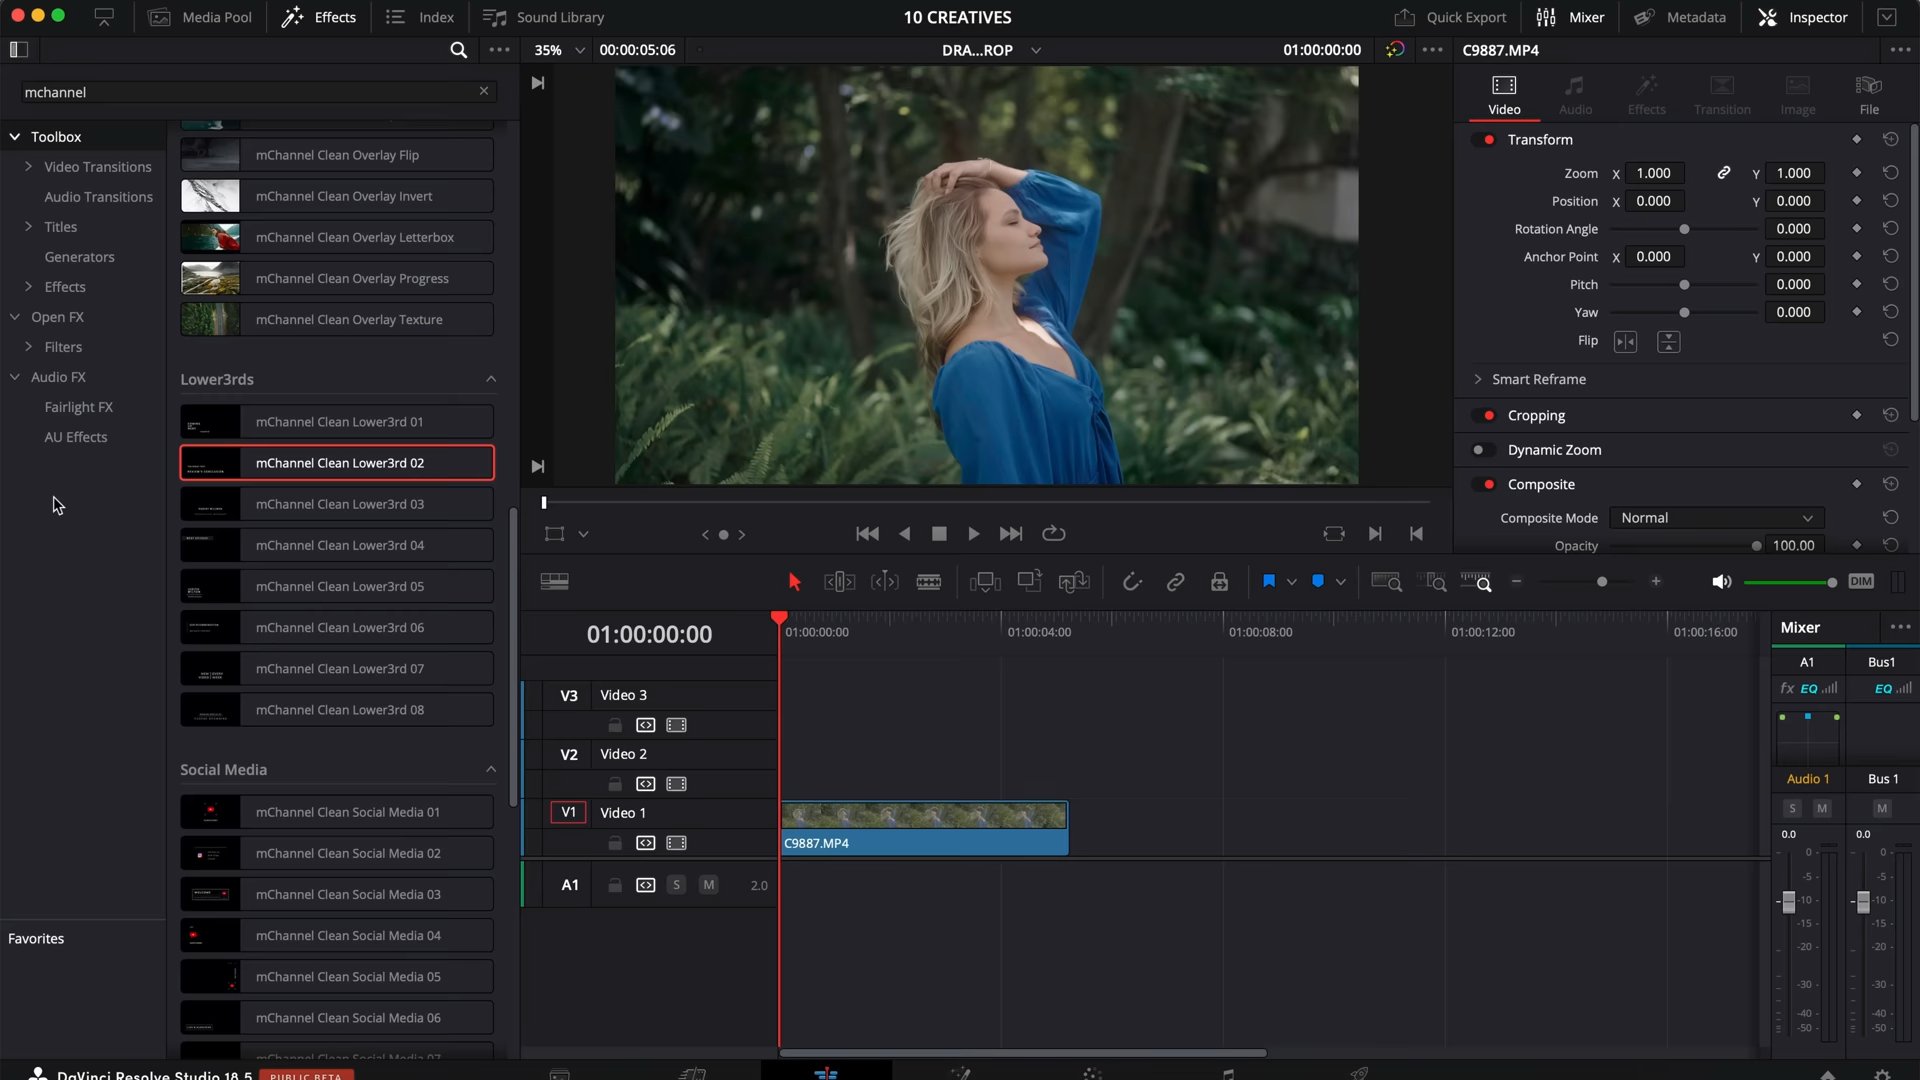 Media Pool
Effects
Index
Sound Library
10 CREATIVES
Quick Export
Mixer
Metadata
Inspector
35%
00:00:05:06
DRA...ROP
01:00:00:00
C9887.MP4
mchannel
Toolbox
Video Transitions
Audio Transitions
Titles
Generators
Effects
Open FX
Filters
Audio FX
Fairlight FX
AU Effects
Favorites
mChannel Clean Overlay Flip
mChannel Clean Overlay Invert
mChannel Clean Overlay Letterbox
mChannel Clean Overlay Progress
mChannel Clean Overlay Texture
Lower3rds
mChannel Clean Lower3rd 01
mChannel Clean Lower3rd 02
mChannel Clean Lower3rd 03
mChannel Clean Lower3rd 04
mChannel Clean Lower3rd 05
mChannel Clean Lower3rd 06
mChannel Clean Lower3rd 07
mChannel Clean Lower3rd 08
Social Media
mChannel Clean Social Media 01
mChannel Clean Social Media 02
mChannel Clean Social Media 03
mChannel Clean Social Media 04
mChannel Clean Social Media 05
mChannel Clean Social Media 06
mChannel Clean Social Media 07
Video
Audio
Effects
Transition
Image
File
Transform
Zoom X 1.000 Y 1.000
Position X 0.000 Y 0.000
Rotation Angle 0.000
Anchor Point X 0.000 Y 0.000
Pitch 0.000
Yaw 0.000
Flip
Smart Reframe
Cropping
Dynamic Zoom
Composite
Composite Mode Normal
Opacity 100.00
DIM
01:00:00:00
01:00:00:00
01:00:04:00
01:00:08:00
01:00:12:00
01:00:16:00
V3 Video 3
V2 Video 2
V1 Video 1
C9887.MP4
A1 S M 2.0
Mixer
A1 Bus1
fx EQ EQ
Audio 1 Bus 1
S M M
0.0 0.0
0- 0-
-5- -5-
-10- -10-
-15- -15-
-20- -20-
-30- -30-
-40- -40-
-50- -50-
DaVinci Resolve Studio 18.5
PUBLIC BETA